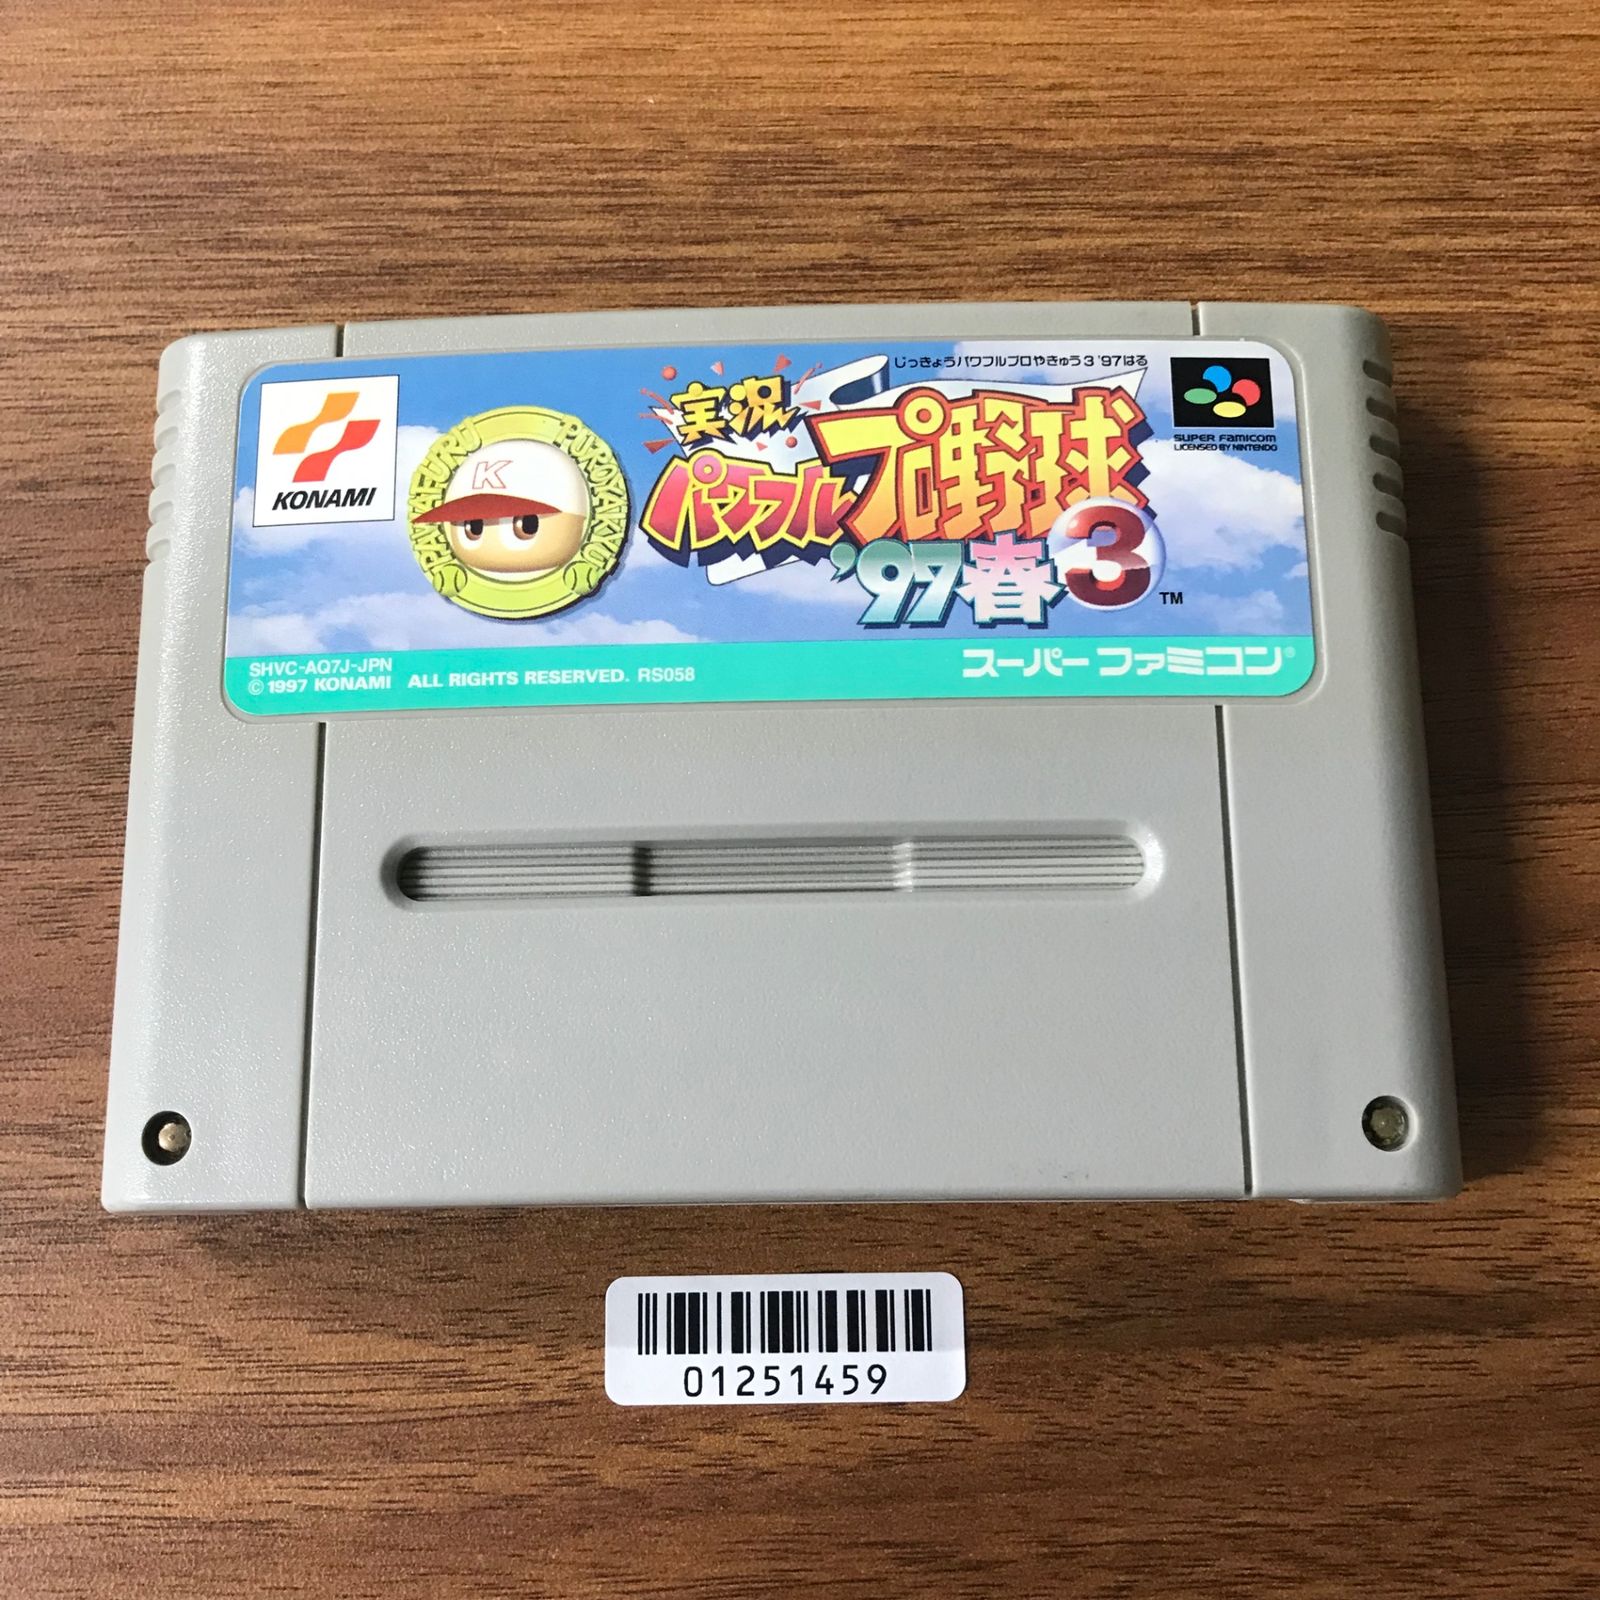 じっきょうパワフルプロやきゅう3 '97はる
実況
パワフルプロ野球
'97春3 TM
K
PAWAFURU PUROYAKYU
KONAMI
SUPER FAMICOM
LICENSED BY NINTENDO
SHVC-AQ7J-JPN
© 1997 KONAMI ALL RIGHTS RESERVED. RS058
スーパーファミコン®
01251459